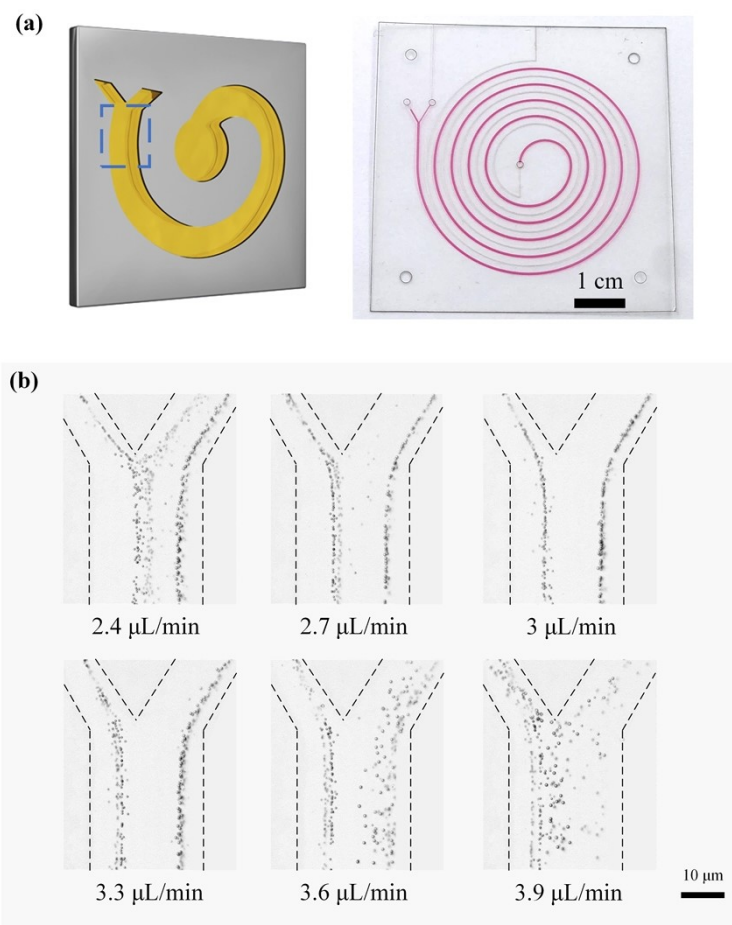 (a)
1 cm
(b)
2.4 μL/min
2.7 μL/min
3 μL/min
3.3 μL/min
3.6 μL/min
3.9 μL/min
10 μm